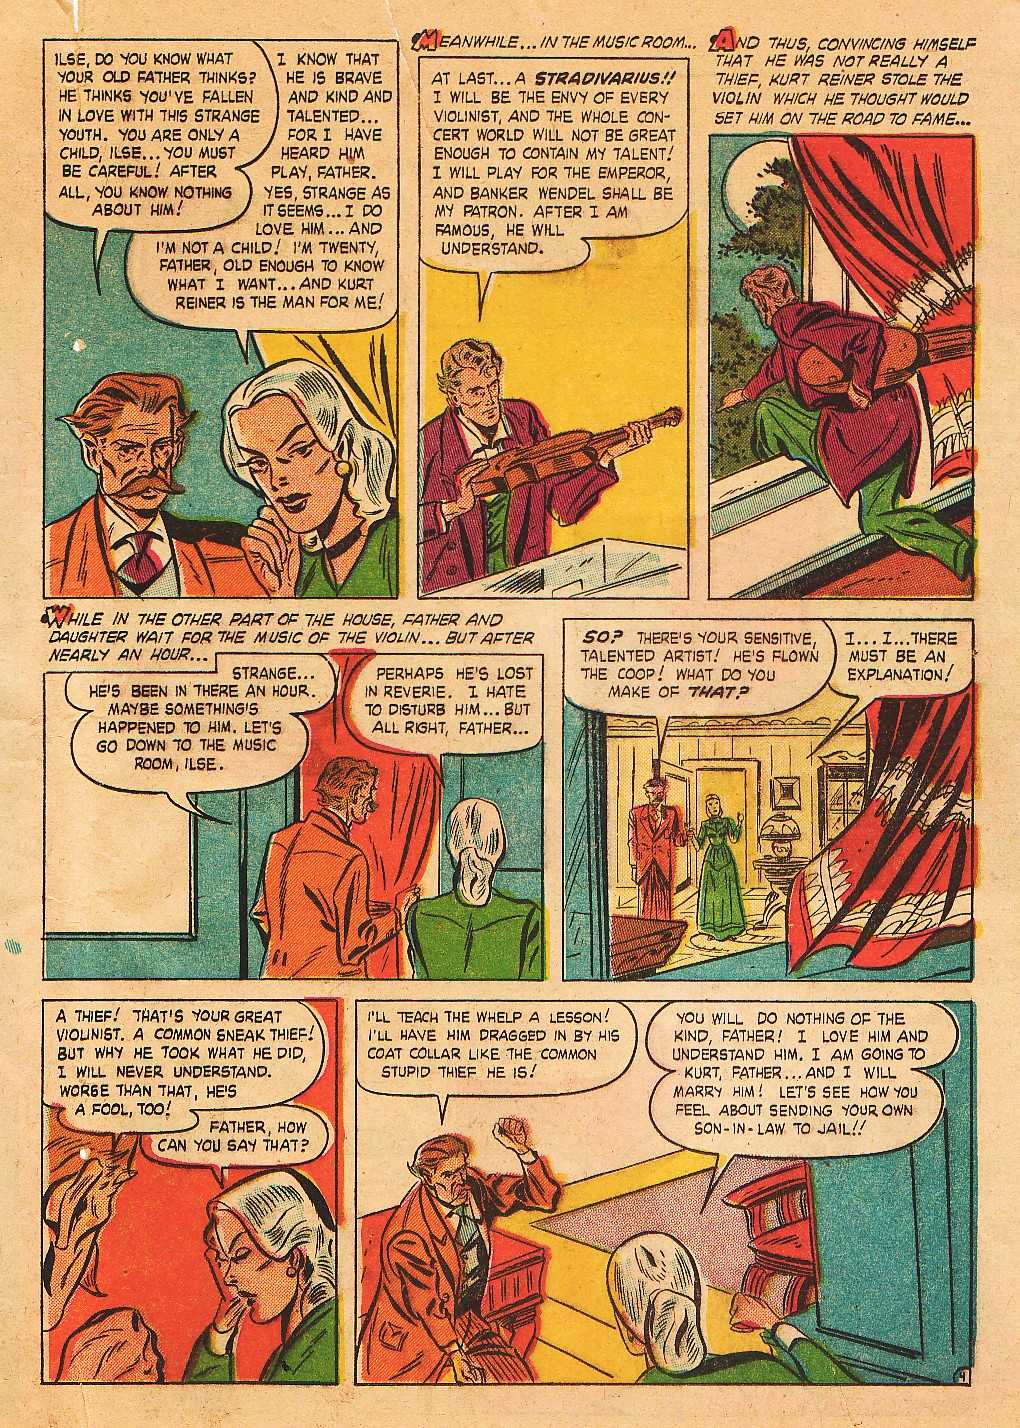 ILSE, DO YOU KNOW WHAT
YOUR OLD FATHER THINKS?
HE THINKS YOU'VE FALLEN
IN LOVE WITH THIS STRANGE
YOUTH. YOU ARE ONLY A
CHILD, ILSE... YOU MUST
BE CAREFUL! AFTER
ALL, YOU KNOW NOTHING
ABOUT HIM!
I KNOW THAT
HE IS BRAVE
AND KIND AND
TALENTED...
FOR I HAVE
HEARD HIM
PLAY, FATHER.
YES, STRANGE AS
IT SEEMS... I DO
LOVE HIM... AND
I'M NOT A CHILD! I'M TWENTY,
FATHER, OLD ENOUGH TO KNOW
WHAT I WANT... AND KURT
REINER IS THE MAN FOR ME!
MEANWHILE... IN THE MUSIC ROOM...
AT LAST... A STRADIVARIUS!!
I WILL BE THE ENVY OF EVERY
VIOLINIST, AND THE WHOLE CON-
CERT WORLD WILL NOT BE GREAT
ENOUGH TO CONTAIN MY TALENT!
I WILL PLAY FOR THE EMPEROR,
AND BANKER WENDEL SHALL BE
MY PATRON. AFTER I AM
FAMOUS, HE WILL
UNDERSTAND.
AND THUS, CONVINCING HIMSELF
THAT HE WAS NOT REALLY A
THIEF, KURT REINER STOLE THE
VIOLIN WHICH HE THOUGHT WOULD
SET HIM ON THE ROAD TO FAME...
WHILE IN THE OTHER PART OF THE HOUSE, FATHER AND
DAUGHTER WAIT FOR THE MUSIC OF THE VIOLIN... BUT AFTER
NEARLY AN HOUR...
STRANGE...
HE'S BEEN IN THERE AN HOUR.
MAYBE SOMETHING'S
HAPPENED TO HIM. LET'S
GO DOWN TO THE MUSIC
ROOM, ILSE.
PERHAPS HE'S LOST
IN REVERIE. I HATE
TO DISTURB HIM... BUT
ALL RIGHT, FATHER...
SO? THERE'S YOUR SENSITIVE,
TALENTED ARTIST! HE'S FLOWN
THE COOP! WHAT DO YOU
MAKE OF THAT?
I... I... THERE
MUST BE AN
EXPLANATION!
A THIEF! THAT'S YOUR GREAT
VIOLINIST. A COMMON SNEAK THIEF!
BUT WHY HE TOOK WHAT HE DID,
I WILL NEVER UNDERSTAND.
WORSE THAN THAT, HE'S
A FOOL, TOO!
FATHER, HOW
CAN YOU SAY THAT?
I'LL TEACH THE WHELP A LESSON!
I'LL HAVE HIM DRAGGED IN BY HIS
COAT COLLAR LIKE THE COMMON
STUPID THIEF HE IS!
YOU WILL DO NOTHING OF THE
KIND, FATHER! I LOVE HIM AND
UNDERSTAND HIM. I AM GOING TO
KURT, FATHER... AND I WILL
MARRY HIM! LET'S SEE HOW YOU
FEEL ABOUT SENDING YOUR OWN
SON-IN-LAW TO JAIL!!
4